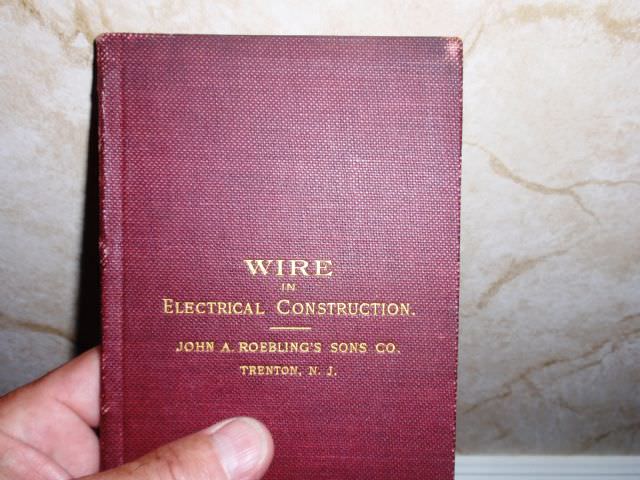 WIRE
IN
ELECTRICAL CONSTRUCTION.
JOHN A. ROEBLING'S SONS CO.
TRENTON, N. J.